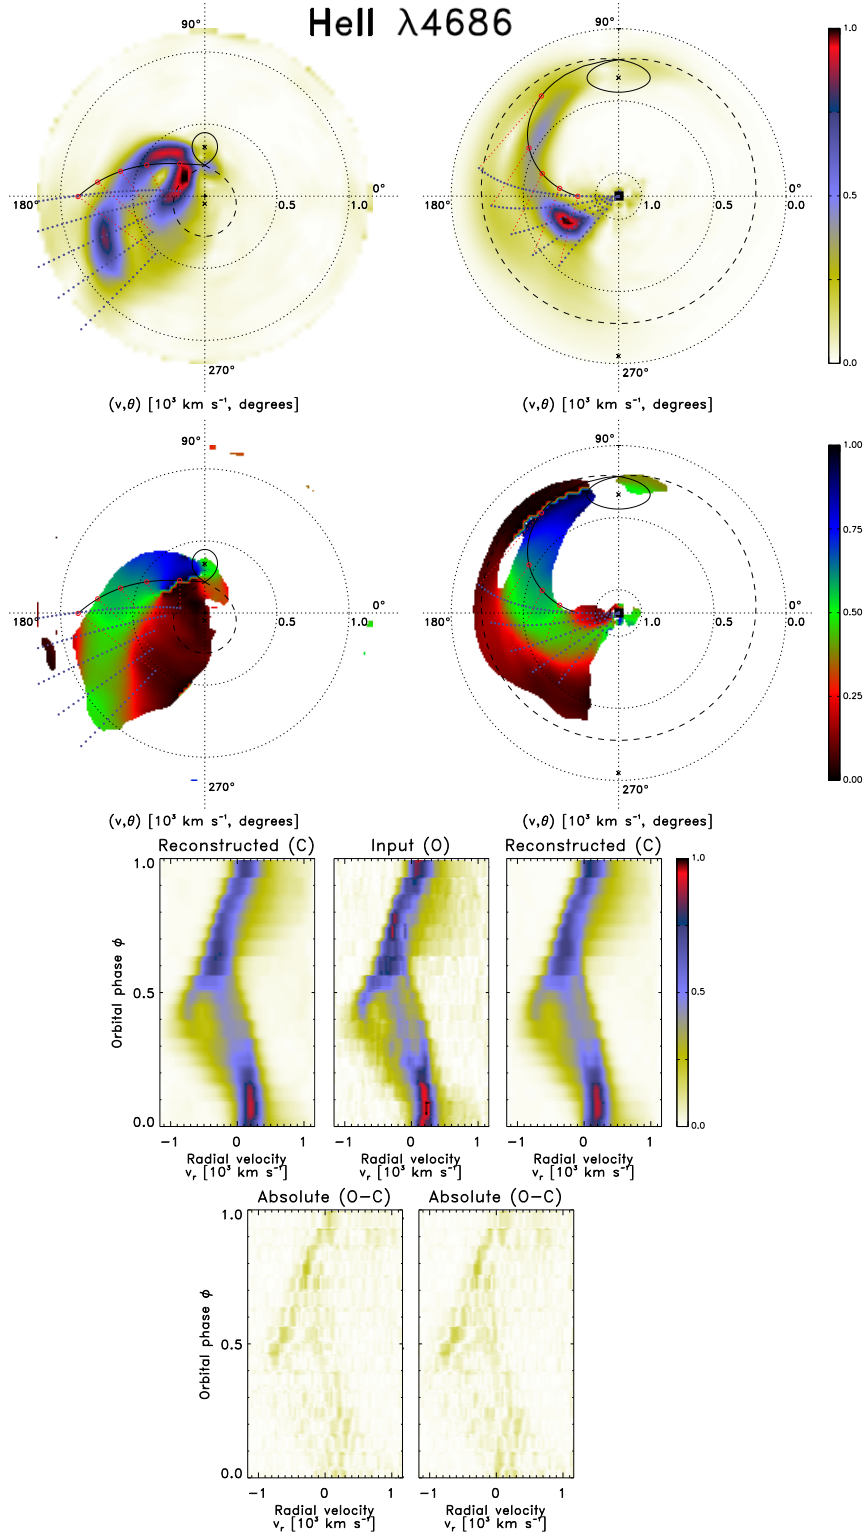 HeII λ4686
90° 90°
1.0
180° 0.5 1.0 0° 180° 1.0 0.5 0.0 0° 0.5
270° 270° 0.0
(v,θ) [10³ km s⁻¹, degrees] (v,θ) [10³ km s⁻¹, degrees]
90° 90° 1.00
0.75
180° 0.5 1.0 0° 180° 1.0 0.5 0.0 0° 0.50
0.25
270° 270° 0.00
(v,θ) [10³ km s⁻¹, degrees] (v,θ) [10³ km s⁻¹, degrees]
Reconstructed (C) Input (O) Reconstructed (C)
1.0 1.0
Orbital phase ϕ
0.5 0.5
0.0 0.0
−1 0 1 −1 0 1 −1 0 1
Radial velocity Radial velocity Radial velocity
vᵣ [10³ km s⁻¹] vᵣ [10³ km s⁻¹] vᵣ [10³ km s⁻¹]
Absolute (O−C) Absolute (O−C)
1.0
Orbital phase ϕ
0.5
0.0
−1 0 1 −1 0 1
Radial velocity Radial velocity
vᵣ [10³ km s⁻¹] vᵣ [10³ km s⁻¹]